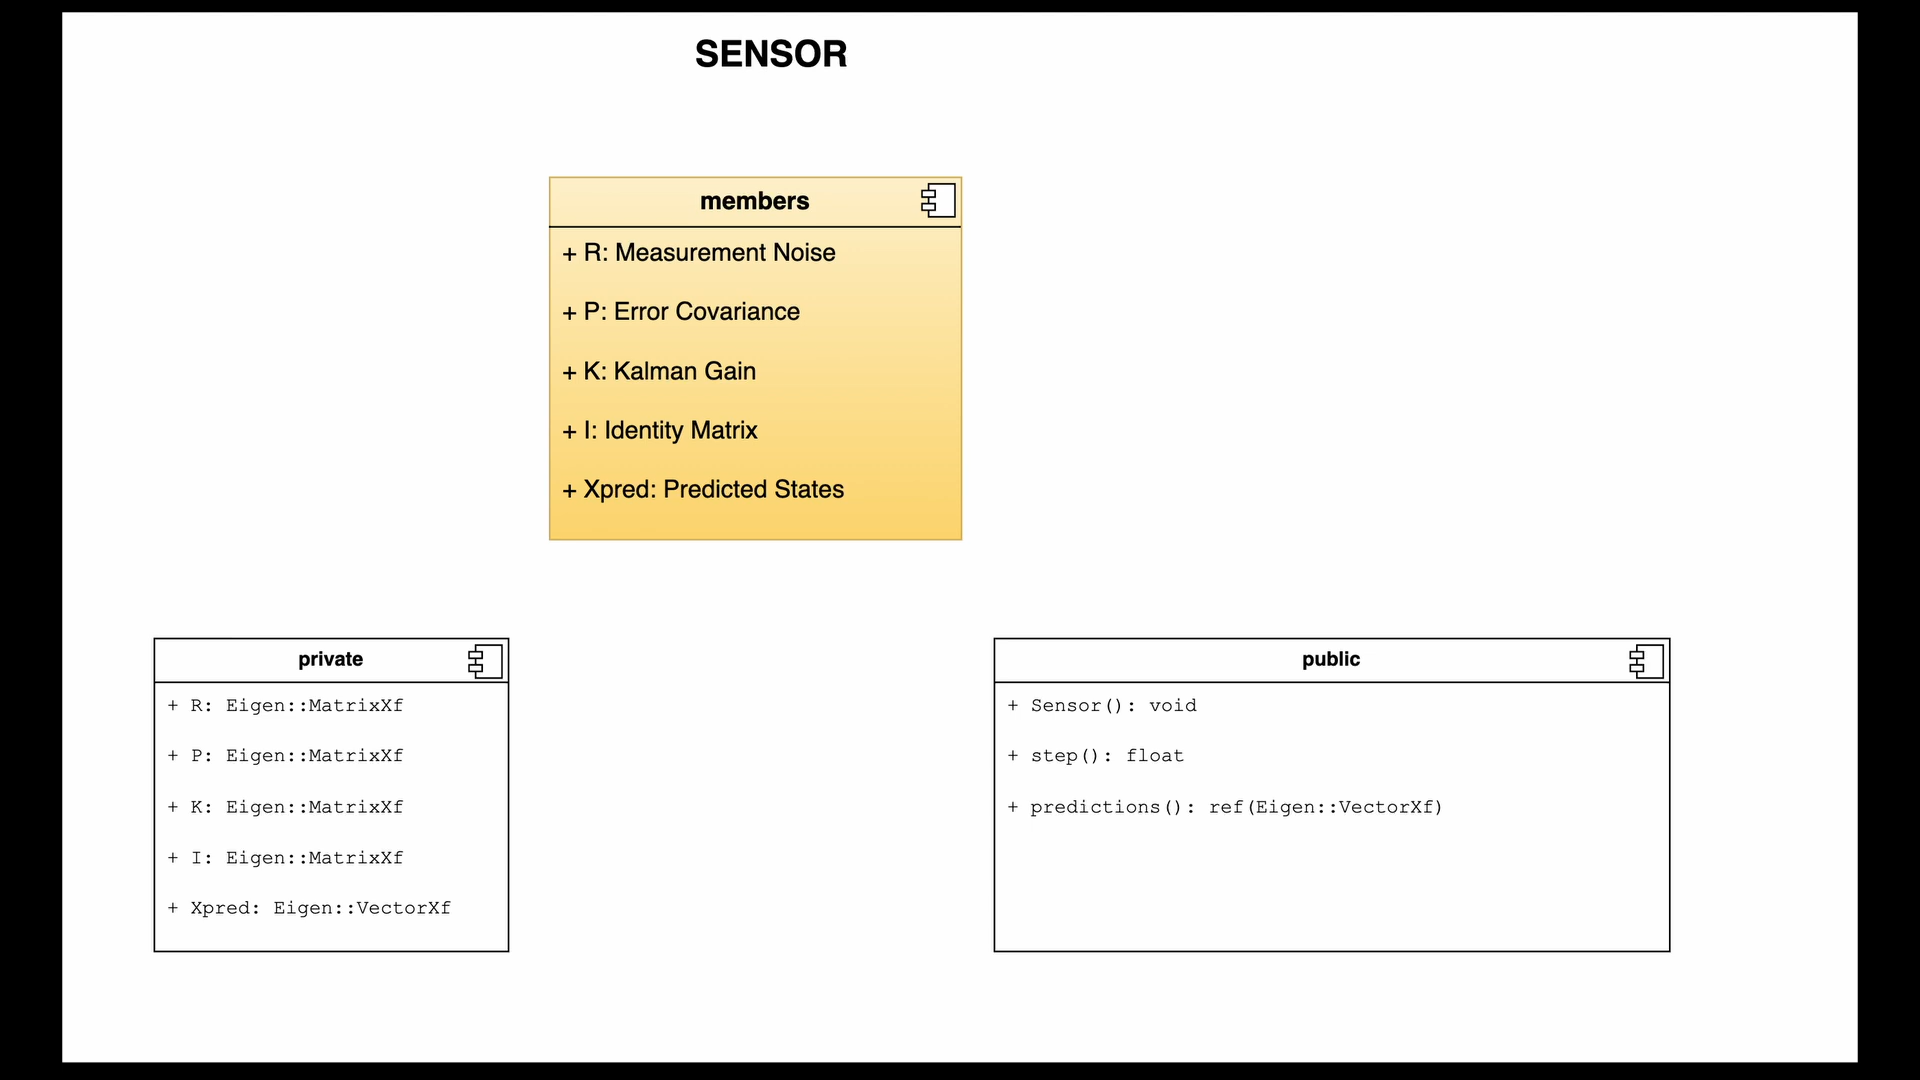 SENSOR
members
+ R: Measurement Noise
+ P: Error Covariance
+ K: Kalman Gain
+ I: Identity Matrix
+ Xpred: Predicted States
private
+ R: Eigen::MatrixXf
+ P: Eigen::MatrixXf
+ K: Eigen::MatrixXf
+ I: Eigen::MatrixXf
+ Xpred: Eigen::VectorXf
public
+ Sensor(): void
+ step(): float
+ predictions(): ref(Eigen::VectorXf)